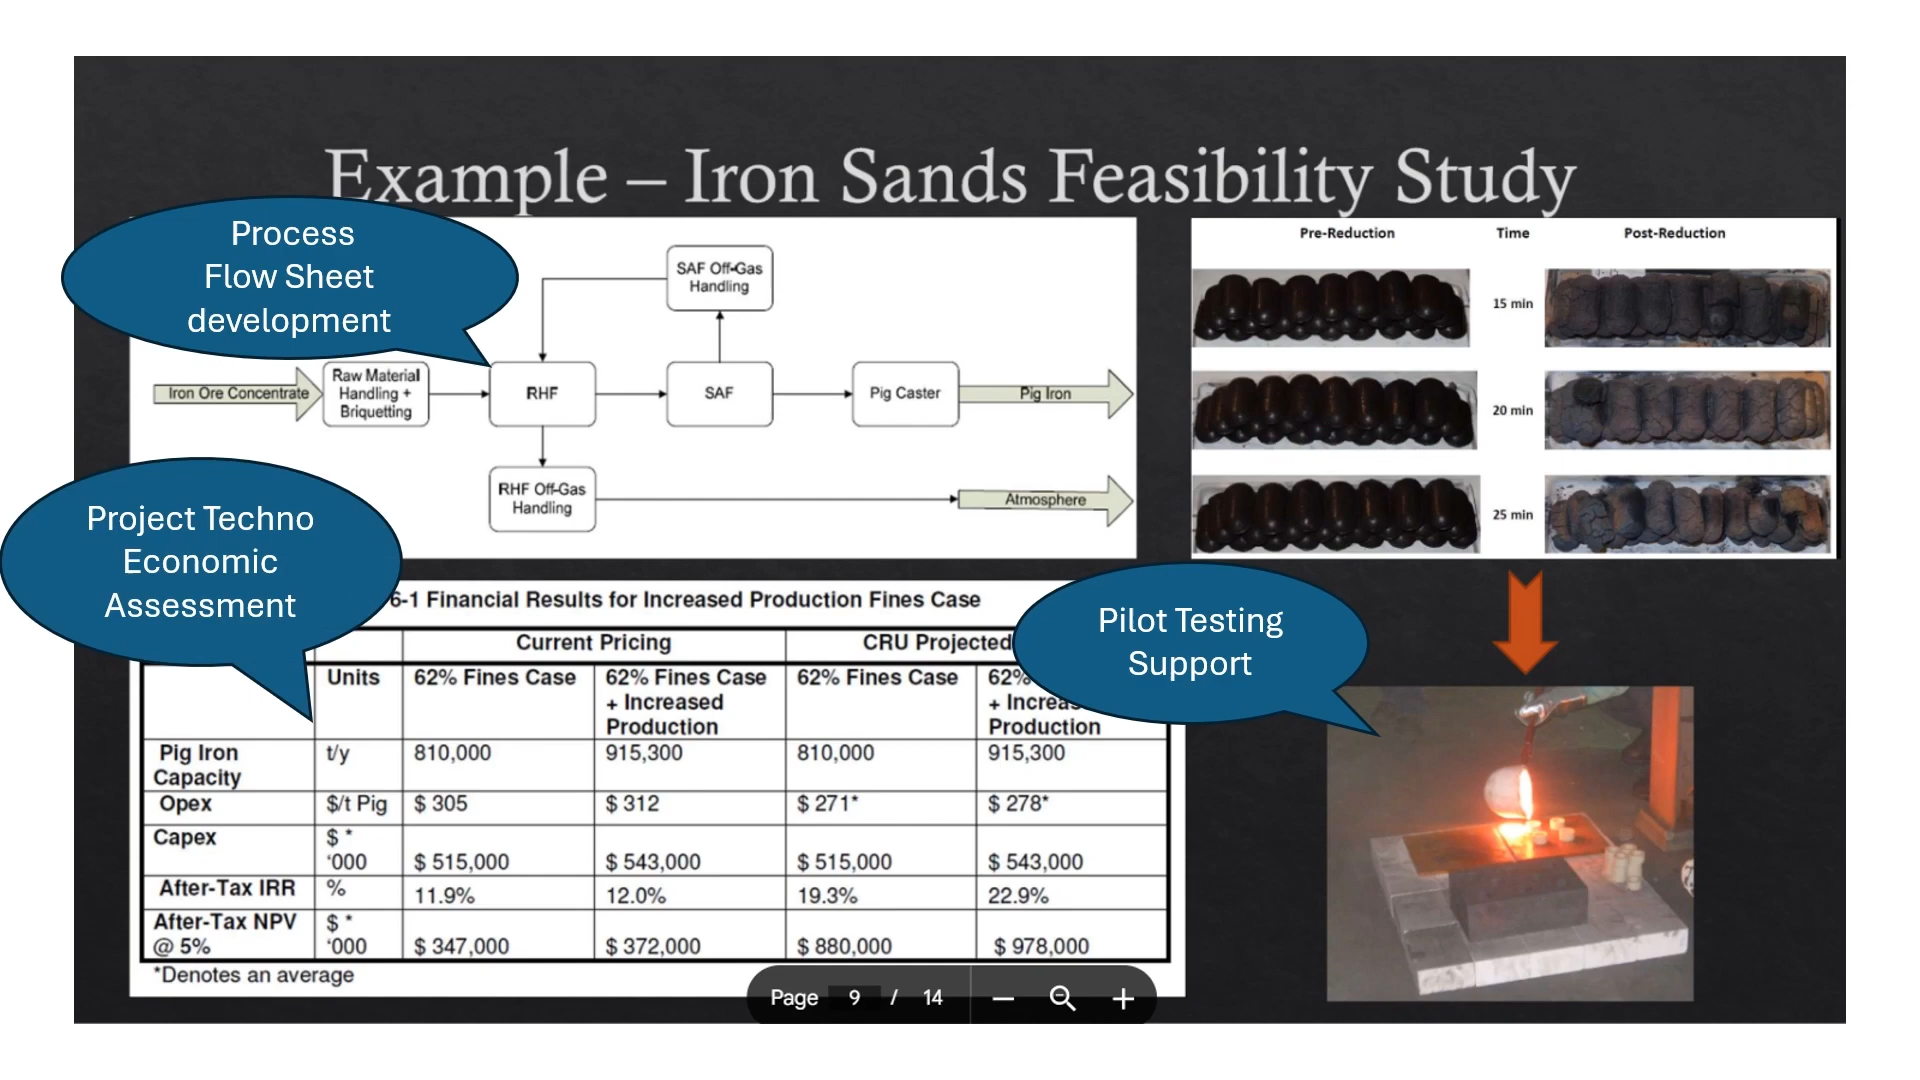 Example – Iron Sands Feasibility Study
Process
Flow Sheet
development
SAF Off-Gas
Handling
Iron Ore Concentrate
Raw Material
Handling +
Briquetting
RHF
SAF
Pig Caster
Pig Iron
RHF Off-Gas
Handling
Atmosphere
Pre-Reduction Time Post-Reduction
15 min
20 min
25 min
Project Techno
Economic
Assessment
Pilot Testing
Support
6-1 Financial Results for Increased Production Fines Case
Current Pricing CRU Projected
Units 62% Fines Case 62% Fines Case + Increased Production 62% Fines Case 62% + Increas Production
Pig Iron Capacity t/y 810,000 915,300 810,000 915,300
Opex $/t Pig $ 305 $ 312 $ 271* $ 278*
Capex $ * ‘000 $ 515,000 $ 543,000 $ 515,000 $ 543,000
After-Tax IRR % 11.9% 12.0% 19.3% 22.9%
After-Tax NPV @ 5% $ * ‘000 $ 347,000 $ 372,000 $ 880,000 $ 978,000
*Denotes an average
Page 9 / 14